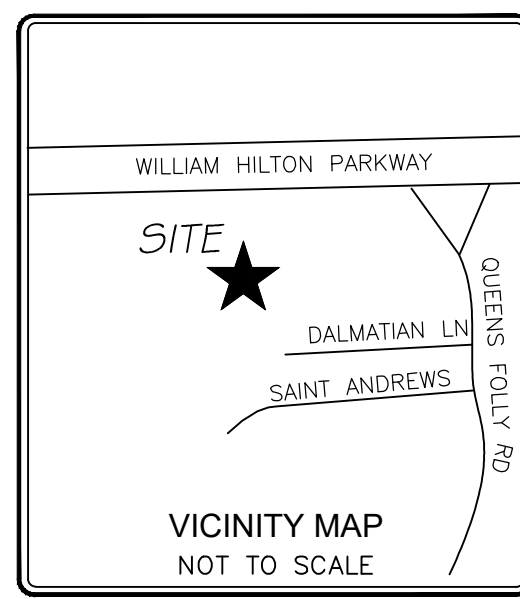 WILLIAM HILTON PARKWAY
SITE
QUEENS FOLLY RD
DALMATIAN LN
SAINT ANDREWS
VICINITY MAP
NOT TO SCALE